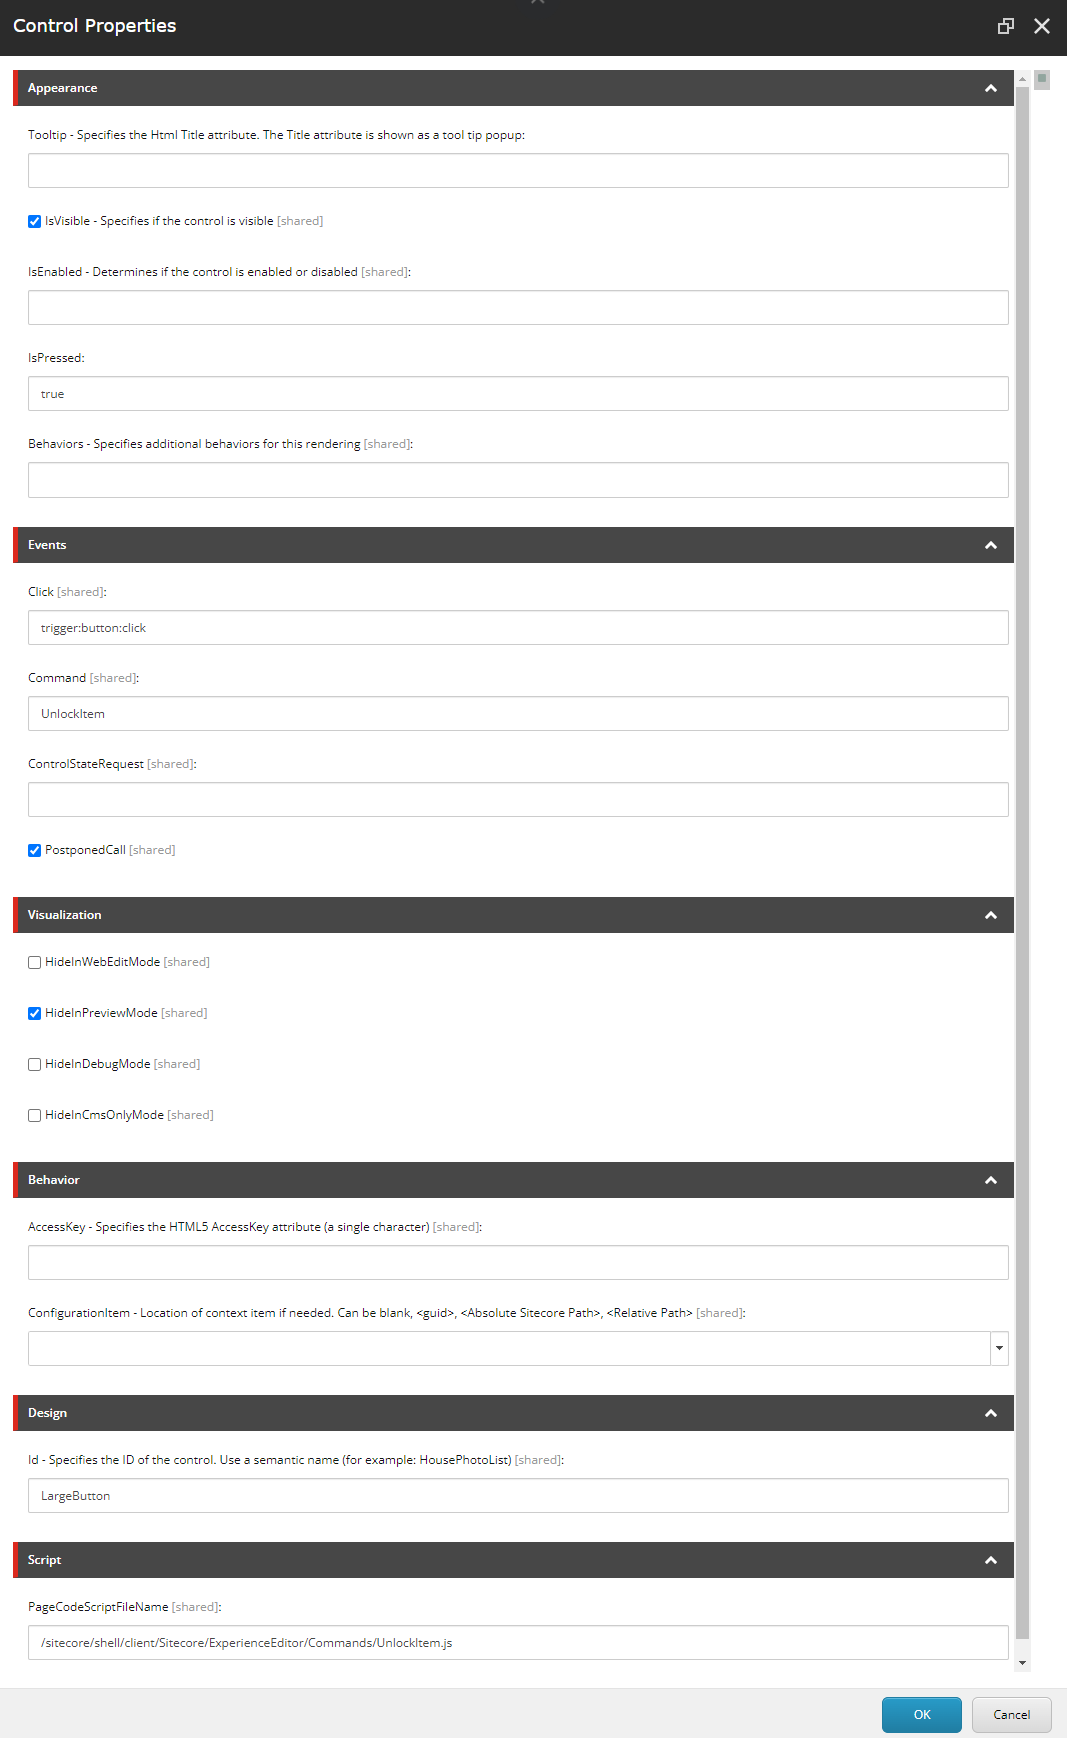 Control Properties
Appearance
Tooltip - Specifies the Html Title attribute. The Title attribute is shown as a tool tip popup:
IsVisible - Specifies if the control is visible [shared]
IsEnabled - Determines if the control is enabled or disabled [shared]:
IsPressed:
true
Behaviors - Specifies additional behaviors for this rendering [shared]:
Events
Click [shared]:
trigger:button:click
Command [shared]:
UnlockItem
ControlStateRequest [shared]:
PostponedCall [shared]
Visualization
HideInWebEditMode [shared]
HideInPreviewMode [shared]
HideInDebugMode [shared]
HideInCmsOnlyMode [shared]
Behavior
AccessKey - Specifies the HTML5 AccessKey attribute (a single character) [shared]:
ConfigurationItem - Location of context item if needed. Can be blank, <guid>, <Absolute Sitecore Path>, <Relative Path> [shared]:
Design
Id - Specifies the ID of the control. Use a semantic name (for example: HousePhotoList) [shared]:
LargeButton
Script
PageCodeScriptFileName [shared]:
/sitecore/shell/client/Sitecore/ExperienceEditor/Commands/UnlockItem.js
OK
Cancel